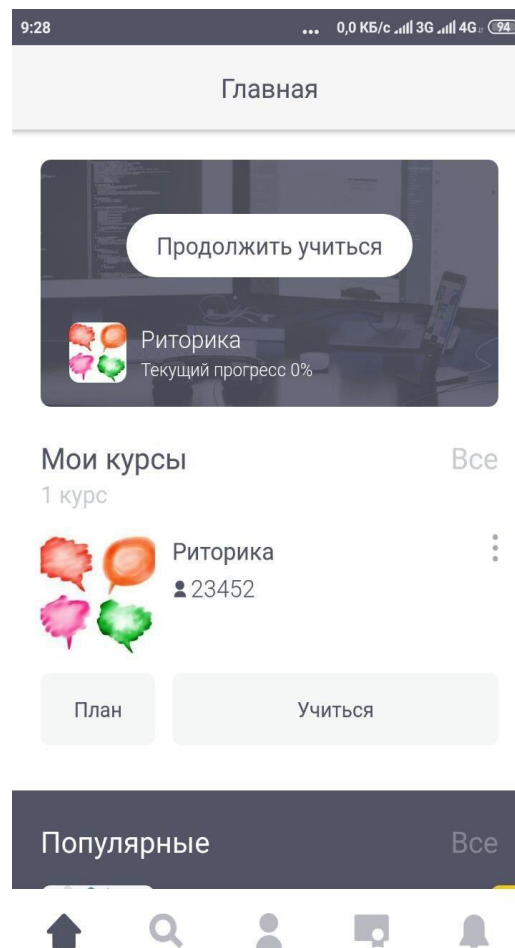 9:28 ... 0,0 КБ/с 3G 4G 94
Главная
Продолжить учиться
Риторика
Текущий прогресс 0%
Мои курсы Все
1 курс
Риторика
23452
План Учиться
Популярные Все